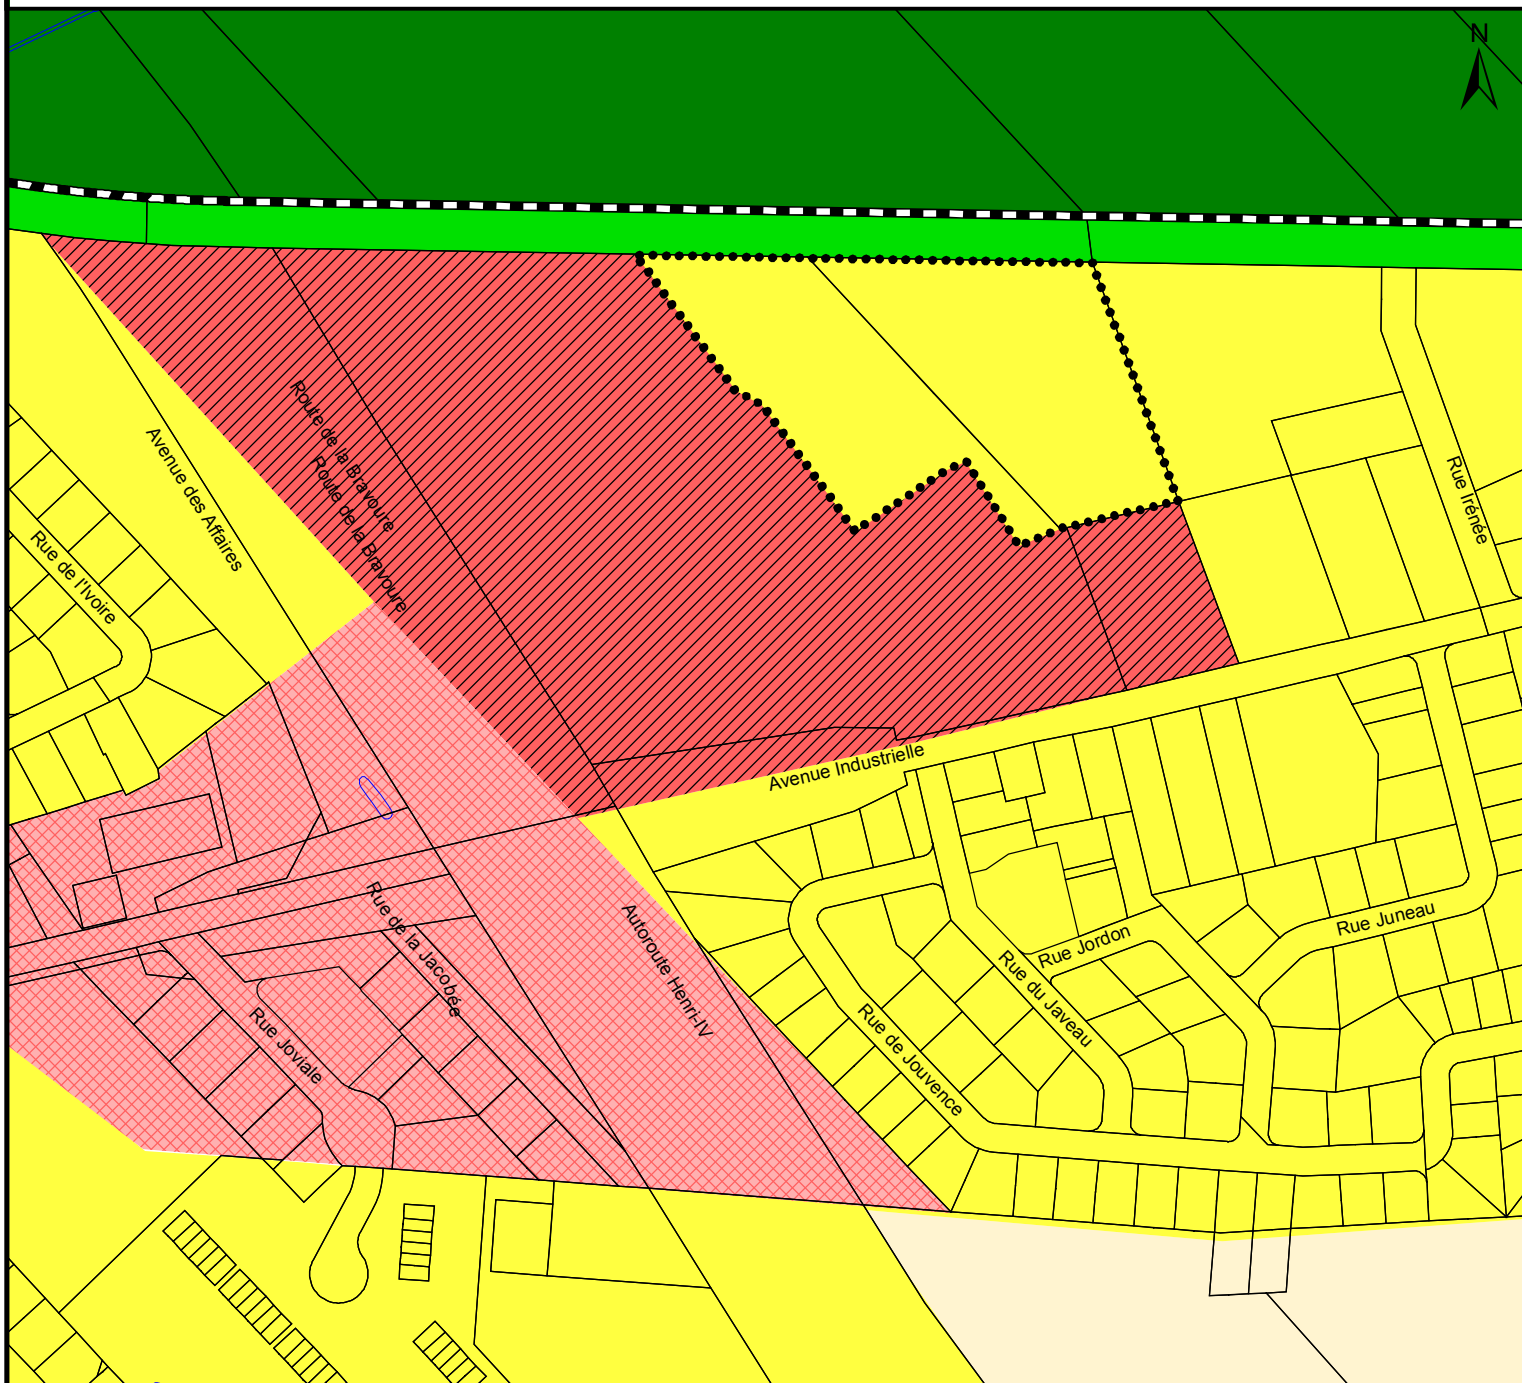 N
Route de la Bravoure
Route de la Bravoure
Avenue des Affaires
Rue Irénée
Rue de l'Ivoire
Avenue Industrielle
Rue de la Jacobée
Autoroute Henri-IV
Rue Juneau
Rue Jordon
Rue du Javeau
Rue Joviale
Rue de Jouvence